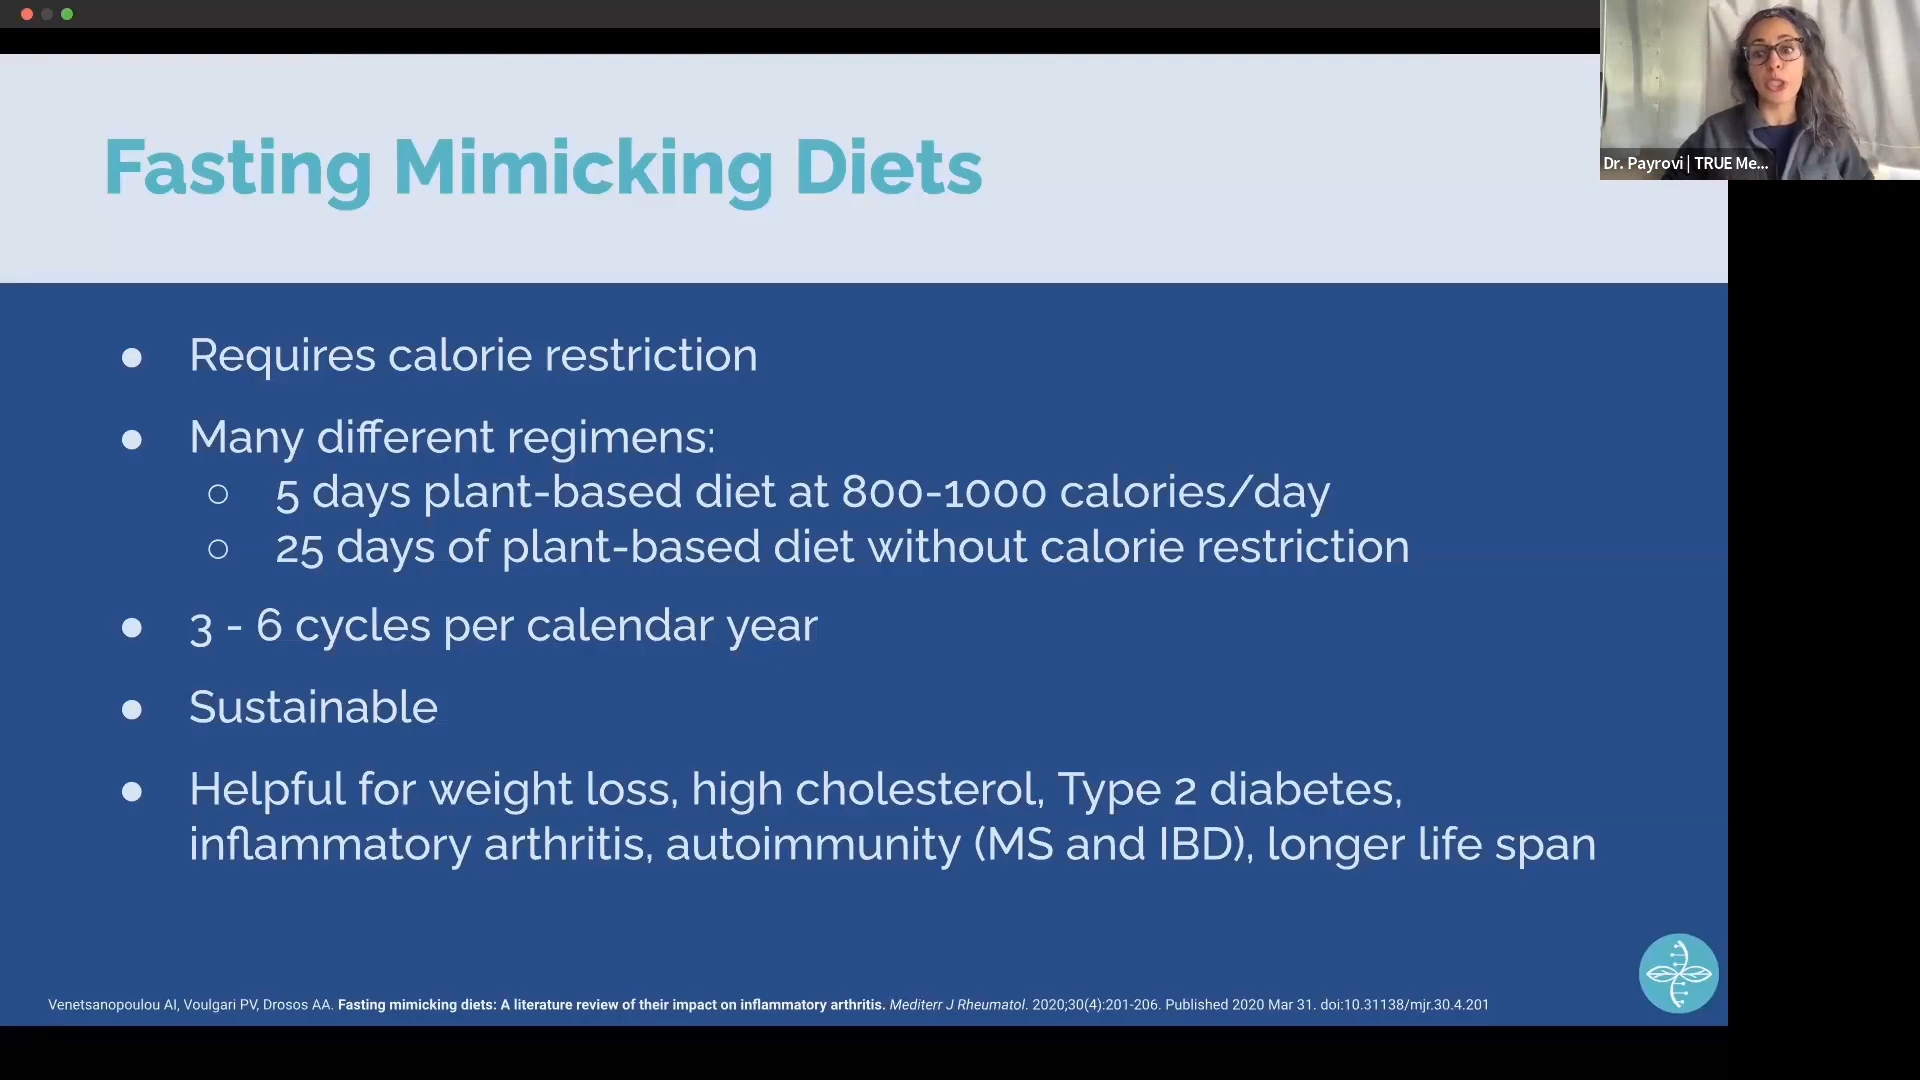 Dr. Payrovi | TRUE Me...
Fasting Mimicking Diets
● Requires calorie restriction
● Many different regimens:
○ 5 days plant-based diet at 800-1000 calories/day
○ 25 days of plant-based diet without calorie restriction
● 3 - 6 cycles per calendar year
● Sustainable
● Helpful for weight loss, high cholesterol, Type 2 diabetes,
inflammatory arthritis, autoimmunity (MS and IBD), longer life span
Venetsanopoulou AI, Voulgari PV, Drosos AA. Fasting mimicking diets: A literature review of their impact on inflammatory arthritis. Mediterr J Rheumatol. 2020;30(4):201-206. Published 2020 Mar 31. doi:10.31138/mjr.30.4.201